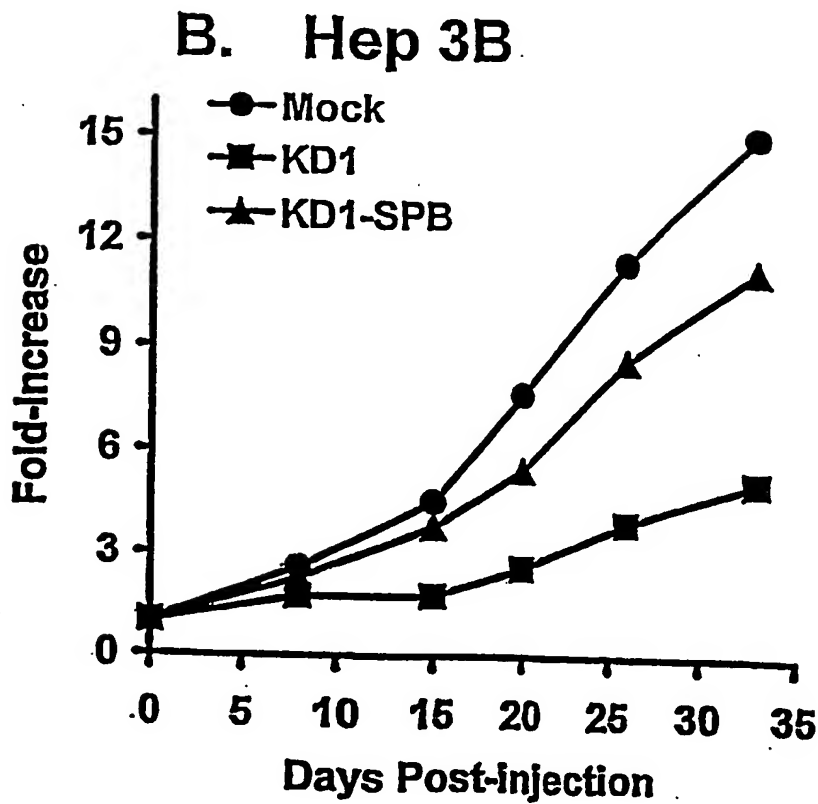 B. Hep 3B
Mock
KD1
KD1-SPB
15
12
9
6
3
0
Fold-Increase
0 5 10 15 20 25 30 35
Days Post-Injection